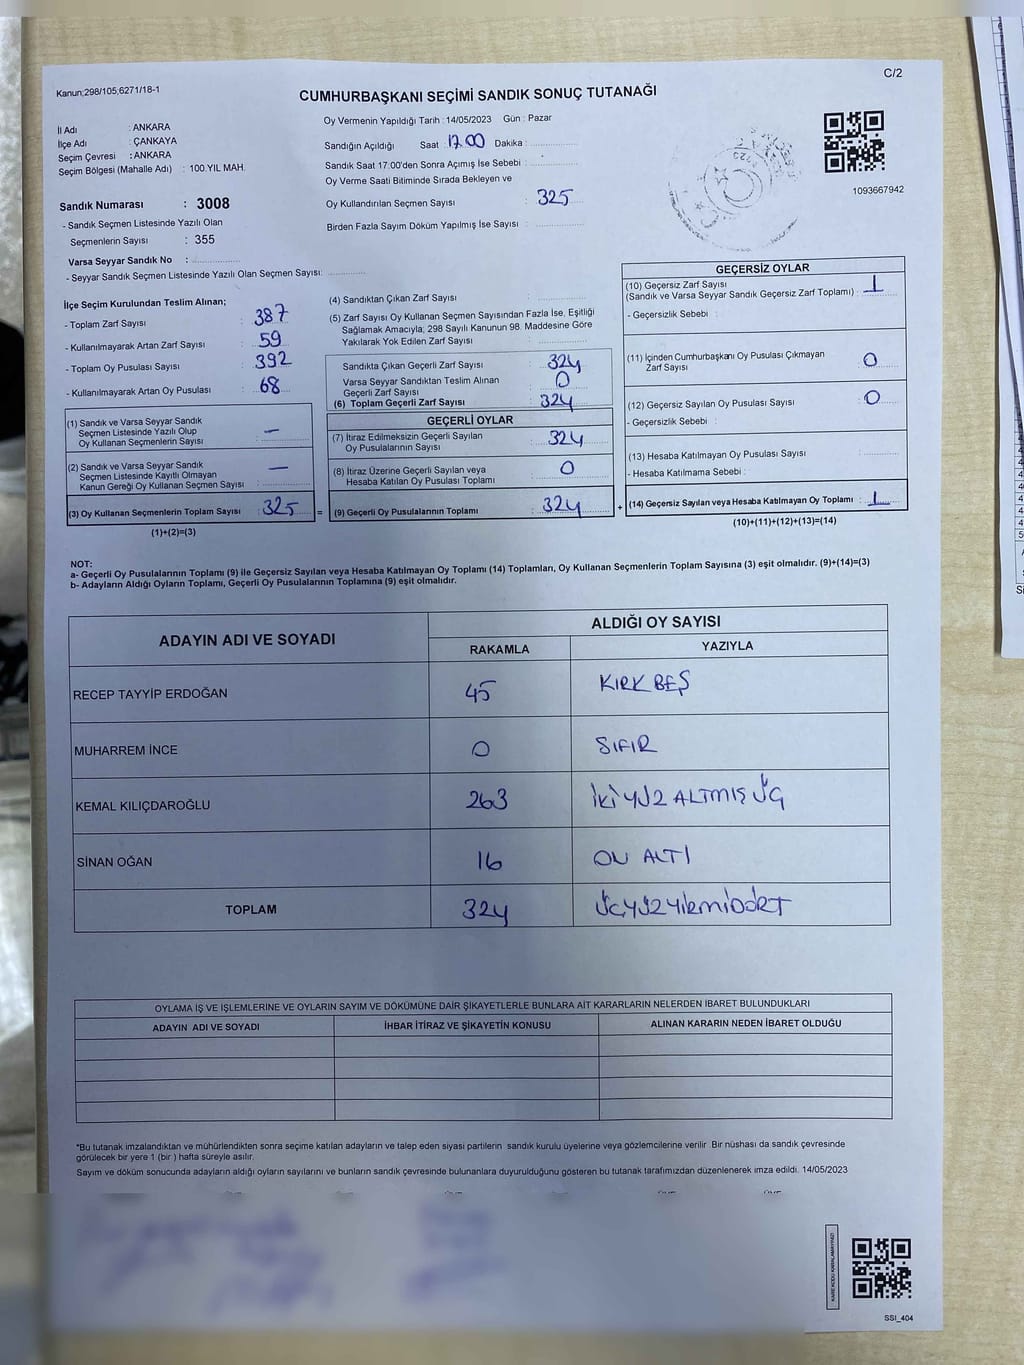 C/2
Kanun;298/105,6271/18-1
CUMHURBAŞKANI SEÇİMİ SANDIK SONUÇ TUTANAĞI
İl Adı : ANKARA
İlçe Adı : ÇANKAYA
Seçim Çevresi : ANKARA
Seçim Bölgesi (Mahalle Adı) : 100.YIL MAH.
Sandık Numarası : 3008
- Sandık Seçmen Listesinde Yazılı Olan
Seçmenlerin Sayısı : 355
Varsa Seyyar Sandık No :
- Seyyar Sandık Seçmen Listesinde Yazılı Olan Seçmen Sayısı:
Oy Vermenin Yapıldığı Tarih : 14/05/2023 Gün : Pazar
Sandığın Açıldığı Saat : 17.00 Dakika :
Sandık Saat 17:00'den Sonra Açımış İse Sebebi :
Oy Verme Saati Bitiminde Sırada Bekleyen ve
Oy Kullandırılan Seçmen Sayısı : 325
Birden Fazla Sayım Döküm Yapılmış İse Sayısı :
1093667942
İlçe Seçim Kurulundan Teslim Alınan;
- Toplam Zarf Sayısı : 387
- Kullanılmayarak Artan Zarf Sayısı : 59
- Toplam Oy Pusulası Sayısı : 392
- Kullanılmayarak Artan Oy Pusulası : 68
(1) Sandık ve Varsa Seyyar Sandık
Seçmen Listesinde Yazılı Olup
Oy Kullanan Seçmenlerin Sayısı : –
(2) Sandık ve Varsa Seyyar Sandık
Seçmen Listesinde Kayıtlı Olmayan
Kanun Gereği Oy Kullanan Seçmen Sayısı : –
(3) Oy Kullanan Seçmenlerin Toplam Sayısı : 325 =
(1)+(2)=(3)
(4) Sandıktan Çıkan Zarf Sayısı :
(5) Zarf Sayısı Oy Kullanan Seçmen Sayısından Fazla İse, Eşitliği
Sağlamak Amacıyla; 298 Sayılı Kanunun 98. Maddesine Göre
Yakılarak Yok Edilen Zarf Sayısı :
Sandıkta Çıkan Geçerli Zarf Sayısı : 324
Varsa Seyyar Sandıktan Teslim Alınan
Geçerli Zarf Sayısı : 0
(6) Toplam Geçerli Zarf Sayısı : 324
GEÇERLİ OYLAR
(7) İtiraz Edilmeksizin Geçerli Sayılan
Oy Pusulalarının Sayısı : 324
(8) İtiraz Üzerine Geçerli Sayılan veya
Hesaba Katılan Oy Pusulası Toplamı : 0
(9) Geçerli Oy Pusulalarının Toplamı : 324 +
GEÇERSİZ OYLAR
(10) Geçersiz Zarf Sayısı
(Sandık ve Varsa Seyyar Sandık Geçersiz Zarf Toplamı) : 1
- Geçersizlik Sebebi :
(11) İçinden Cumhurbaşkanı Oy Pusulası Çıkmayan
Zarf Sayısı : 0
(12) Geçersiz Sayılan Oy Pusulası Sayısı : 0
- Geçersizlik Sebebi :
(13) Hesaba Katılmayan Oy Pusulası Sayısı :
- Hesaba Katılmama Sebebi :
(14) Geçersiz Sayılan veya Hesaba Katılmayan Oy Toplamı : 1
(10)+(11)+(12)+(13)=(14)
NOT:
a- Geçerli Oy Pusulalarının Toplamı (9) ile Geçersiz Sayılan veya Hesaba Katılmayan Oy Toplamı (14) Toplamları, Oy Kullanan Seçmenlerin Toplam Sayısına (3) eşit olmalıdır. (9)+(14)=(3)
b- Adayların Aldığı Oyların Toplamı, Geçerli Oy Pusulalarının Toplamına (9) eşit olmalıdır.
ADAYIN ADI VE SOYADI
ALDIĞI OY SAYISI
RAKAMLA YAZIYLA
RECEP TAYYİP ERDOĞAN 45 KIRK BEŞ
MUHARREM İNCE 0 SIFIR
KEMAL KILIÇDAROĞLU 263 İKİ YÜZ ALTMIŞ ÜÇ
SİNAN OĞAN 16 ON ALTI
TOPLAM 324 ÜÇYÜZYİRMİDÖRT
OYLAMA İŞ VE İŞLEMLERİNE VE OYLARIN SAYIM VE DÖKÜMÜNE DAİR ŞİKAYETLERLE BUNLARA AİT KARARLARIN NELERDEN İBARET BULUNDUKLARI
ADAYIN ADI VE SOYADI İHBAR İTİRAZ VE ŞİKAYETİN KONUSU ALINAN KARARIN NEDEN İBARET OLDUĞU
*Bu tutanak imzalandıktan ve mühürlendikten sonra seçime katılan adayların ve talep eden siyasi partilerin sandık kurulu üyelerine veya gözlemcilerine verilir. Bir nüshası da sandık çevresinde
görülecek bir yere 1 (bir ) hafta süreyle asılır.
Sayım ve döküm sonucunda adayların aldığı oyların sayılarını ve bunların sandık çevresinde bulunanlara duyurulduğunu gösteren bu tutanak tarafımızdan düzenlenerek imza edildi. 14/05/2023
KAREKODU KARALAMAYINIZ!
SSI_404